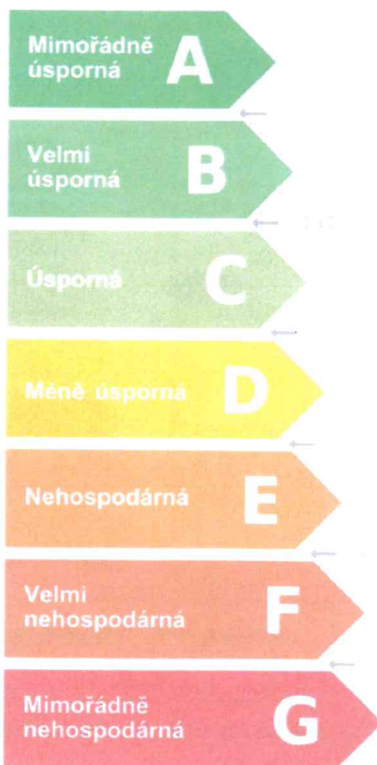 Mimořádně
úsporná
A
Velmi
úsporná
B
Úsporná
C
Méně úsporná
D
Nehospodárná
E
Velmi
nehospodárná
F
Mimořádně
nehospodárná
G